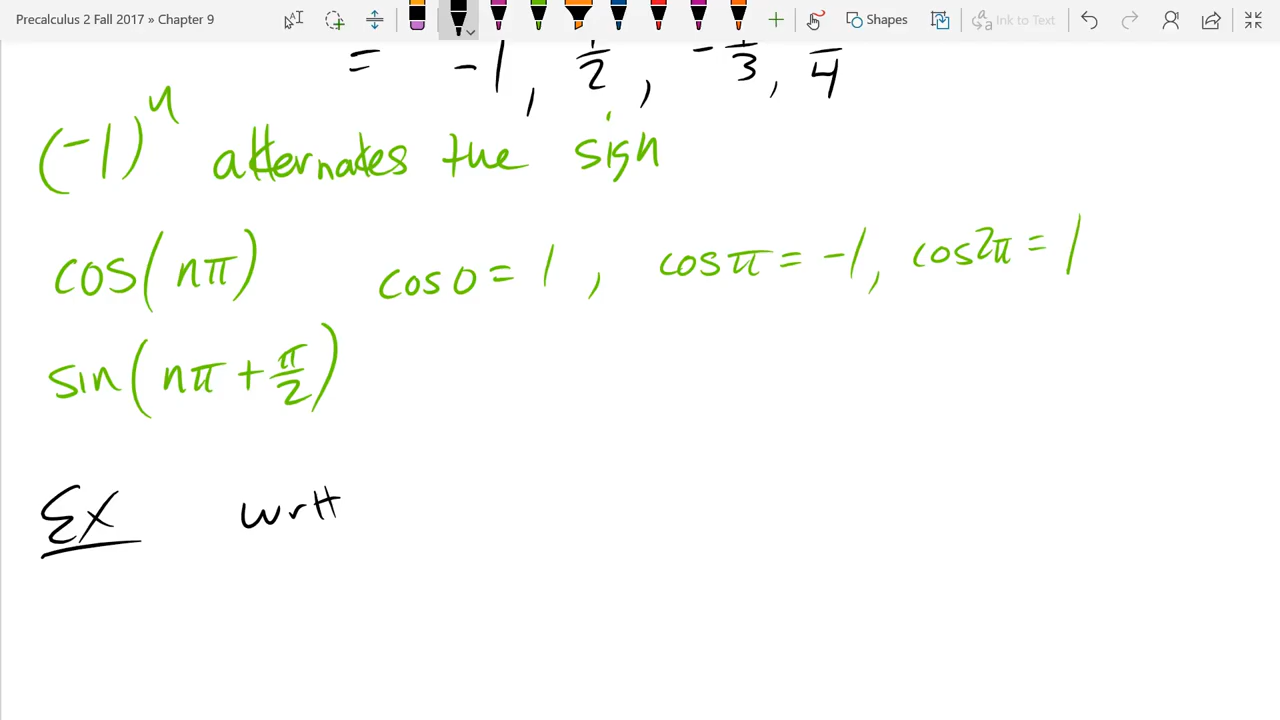 Precalculus 2 Fall 2017 » Chapter 9
Shapes
Ink to Text
= -1, 1/2, -1/3, 1/4
(-1)^n alternates the sign
cos(nπ) cos 0 = 1, cos π = -1, cos 2π = 1
sin(nπ + π/2)
Ex writt